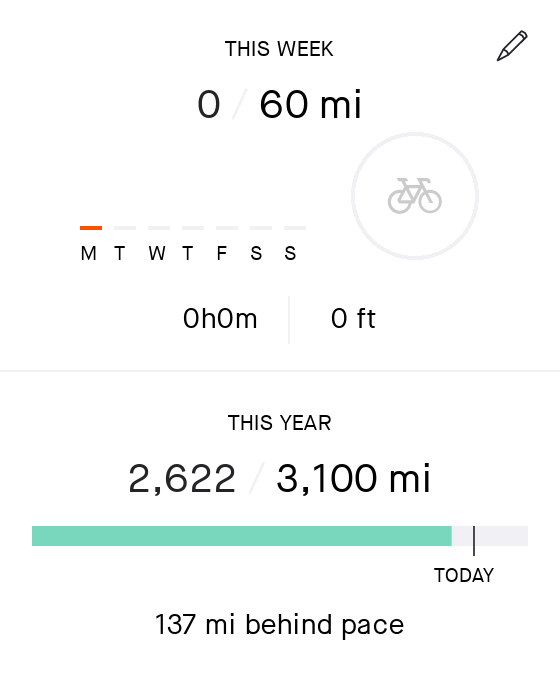 THIS WEEK
0 / 60 mi
M T W T F S S
0h0m 0 ft
THIS YEAR
2,622 / 3,100 mi
TODAY
137 mi behind pace